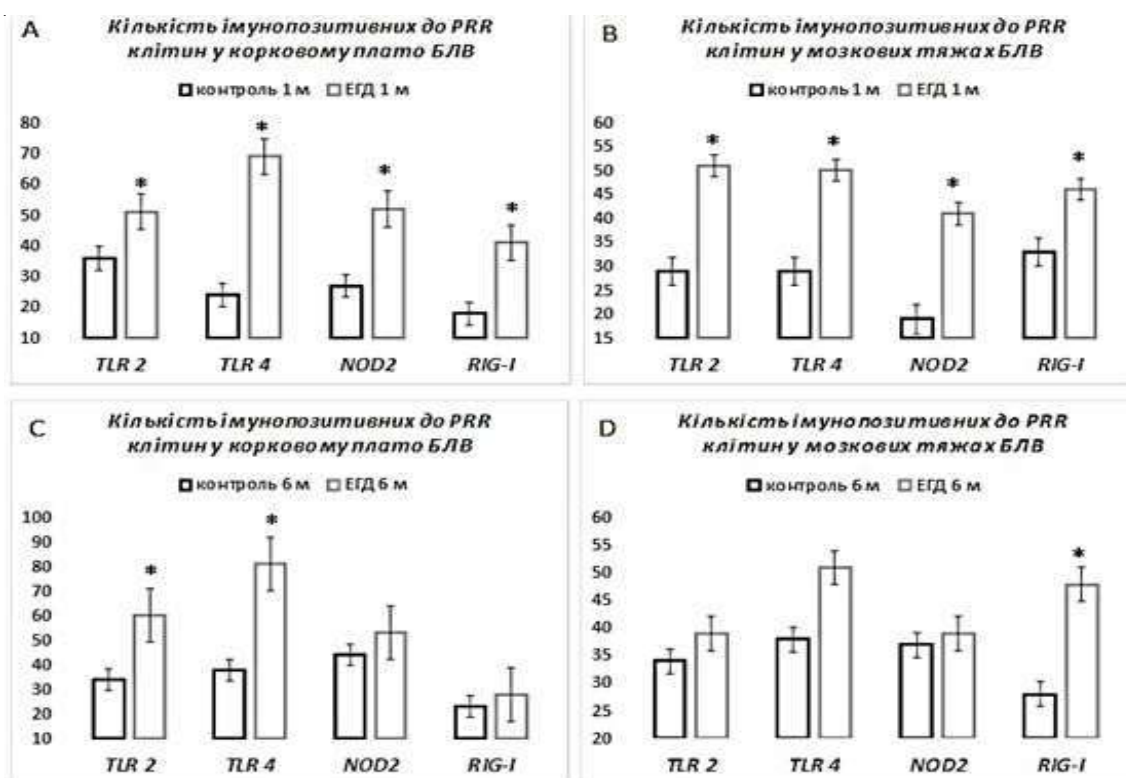 A
Кількість імунопозитивних до PRR
клітин у корковому плато БЛВ
контроль 1 м ЕГД 1 м
80
70
60
50
40
30
20
10
* * * *
TLR 2 TLR 4 NOD2 RIG-I
B
Кількість імунопозитивних до PRR
клітин у мозкових тяжах БЛВ
контроль 1 м ЕГД 1 м
60
55
50
45
40
35
30
25
20
15
* * * *
TLR 2 TLR 4 NOD2 RIG-I
C
Кількість імунопозитивних до PRR
клітин у корковому плато БЛВ
контроль 6 м ЕГД 6 м
100
90
80
70
60
50
40
30
20
10
* *
TLR 2 TLR 4 NOD2 RIG-I
D
Кількість імунопозитивних до PRR
клітин у мозкових тяжах БЛВ
контроль 6 м ЕГД 6 м
60
55
50
45
40
35
30
25
20
*
TLR 2 TLR 4 NOD2 RIG-I